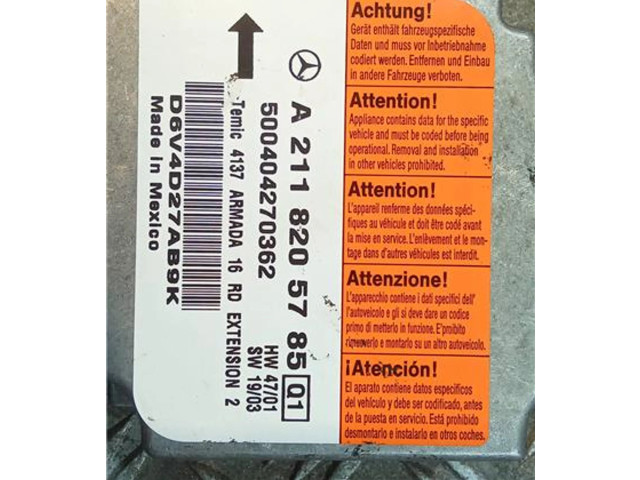 A 211 820 57 85 Q1
500404270362
HW 47/01
SW 19/03
Temic 4137 ARMADA 16 RD EXTENSION 2
D6V4D27AB9K
Made in Mexico
Achtung!
Gerät enthält fahrzeugspezifische
Daten und muss vor Inbetriebnahme
codiert werden. Entfernen und Einbau
in andere Fahrzeuge verboten.
Attention!
Appliance contains data for the specific
vehicle and must be coded before being
operational. Removal and installation
in other vehicles prohibited.
Attention!
L'appareil renferme des données spéci-
fiques au véhicule et doit être codé avant
la mise en service. L'enlèvement et le mon-
tage dans d'autres véhicules est interdit.
Attenzione!
L'apparecchio contiene i dati specifici dell'
autoveicolo e gli si deve dare un codice
primo di metterlo in funzione. E'proibito
rimuoverlo e montarlo su un altro autoveicolo.
¡Atención!
El aparato contiene datos específicos
del vehículo y debe ser codificado, antes
de la puesta en servicio. Está prohibido
desmontarlo e instalarlo en otros coches.